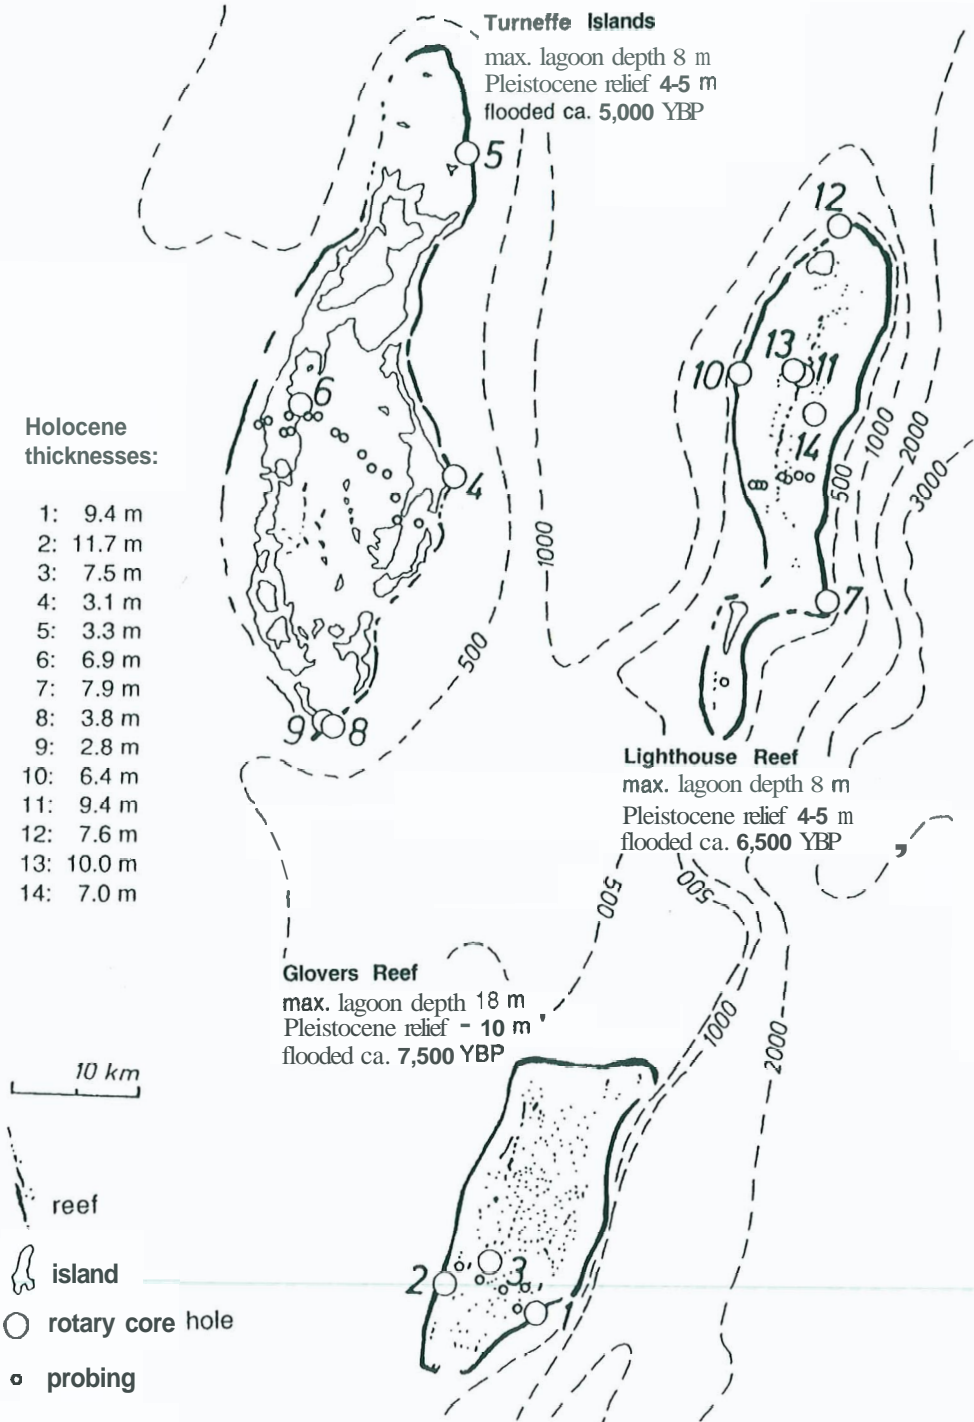 Turneffe Islands
max. lagoon depth 8 m
Pleistocene relief 4-5 m
flooded ca. 5,000 YBP
5
12
13
11
10
6
14
4
500
1000
2000
3000
1000
Holocene
thicknesses:
1: 9.4 m
2: 11.7 m
3: 7.5 m
4: 3.1 m
5: 3.3 m
6: 6.9 m
7: 7.9 m
8: 3.8 m
9: 2.8 m
10: 6.4 m
11: 9.4 m
12: 7.6 m
13: 10.0 m
14: 7.0 m
7
500
9
8
Lighthouse Reef
max. lagoon depth 8 m
Pleistocene relief 4-5 m
flooded ca. 6,500 YBP
,
500
500
Glovers Reef
max. lagoon depth 18 m
Pleistocene relief - 10 m '
flooded ca. 7,500 YBP
1000
2000
10 km
reef
island
rotary core hole
probing
2
3
1